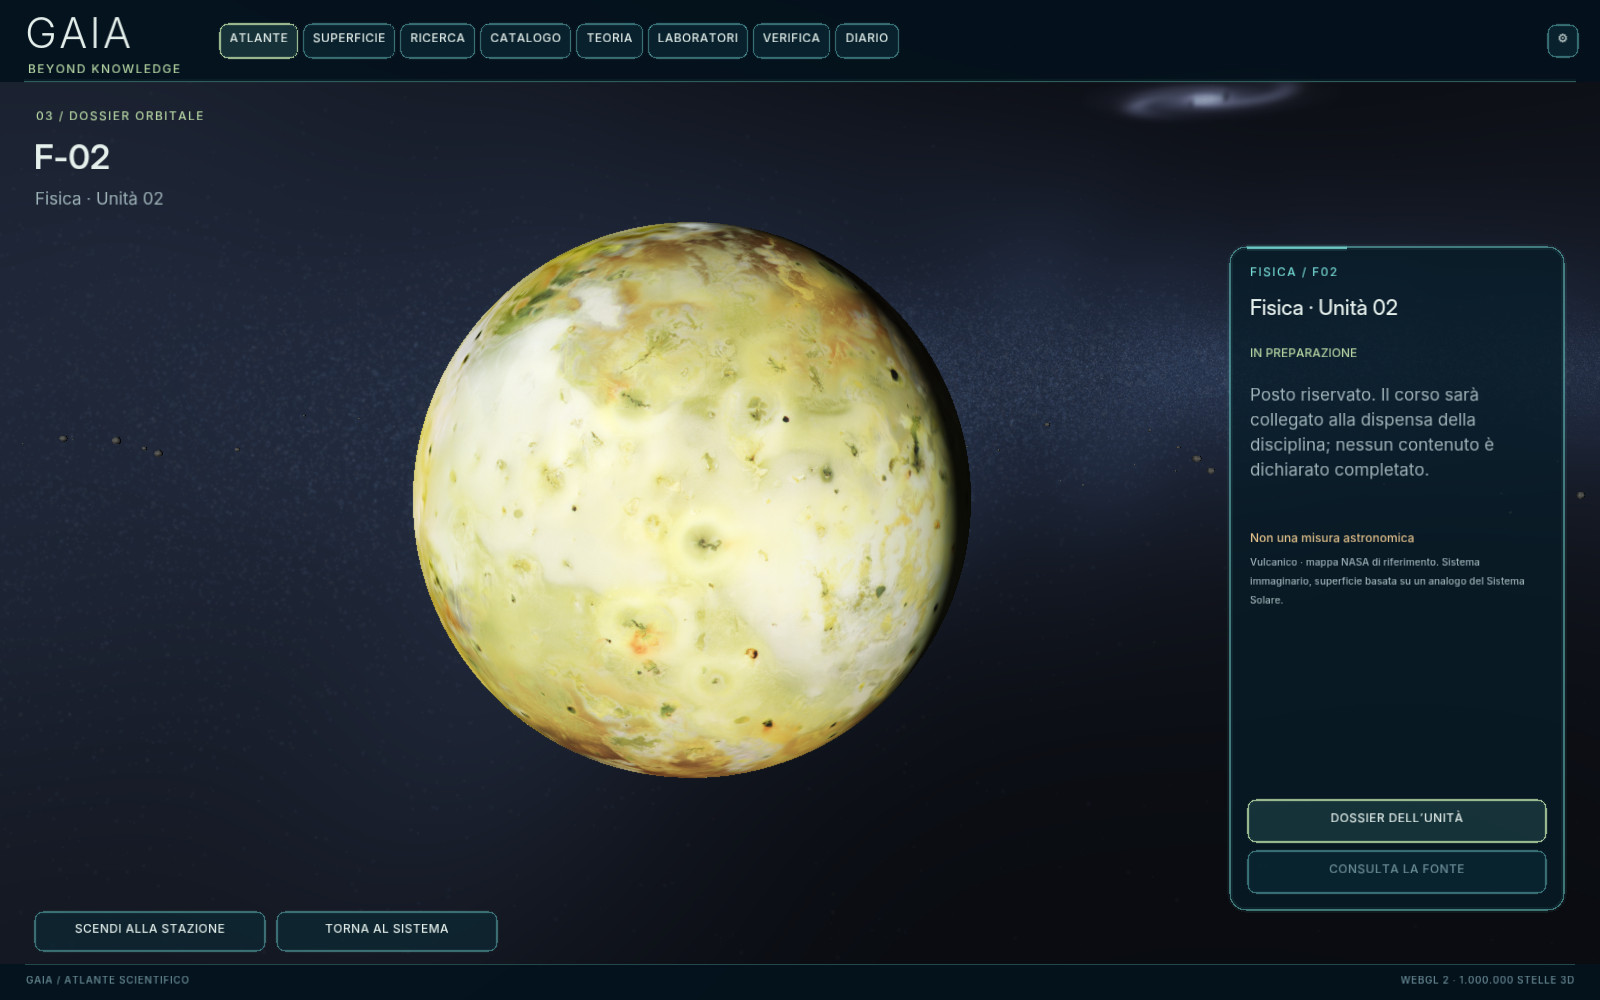 GAIA
BEYOND KNOWLEDGE
ATLANTE
SUPERFICIE
RICERCA
CATALOGO
TEORIA
LABORATORI
VERIFICA
DIARIO
03 / DOSSIER ORBITALE
F-02
Fisica · Unità 02
FISICA / F02
Fisica · Unità 02
IN PREPARAZIONE
Posto riservato. Il corso sarà
collegato alla dispensa della
disciplina; nessun contenuto è
dichiarato completato.
Non una misura astronomica
Vulcanico · mappa NASA di riferimento. Sistema
immaginario, superficie basata su un analogo del Sistema
Solare.
DOSSIER DELL'UNITÀ
CONSULTA LA FONTE
SCENDI ALLA STAZIONE
TORNA AL SISTEMA
GAIA / ATLANTE SCIENTIFICO
WEBGL 2 · 1.000.000 STELLE 3D